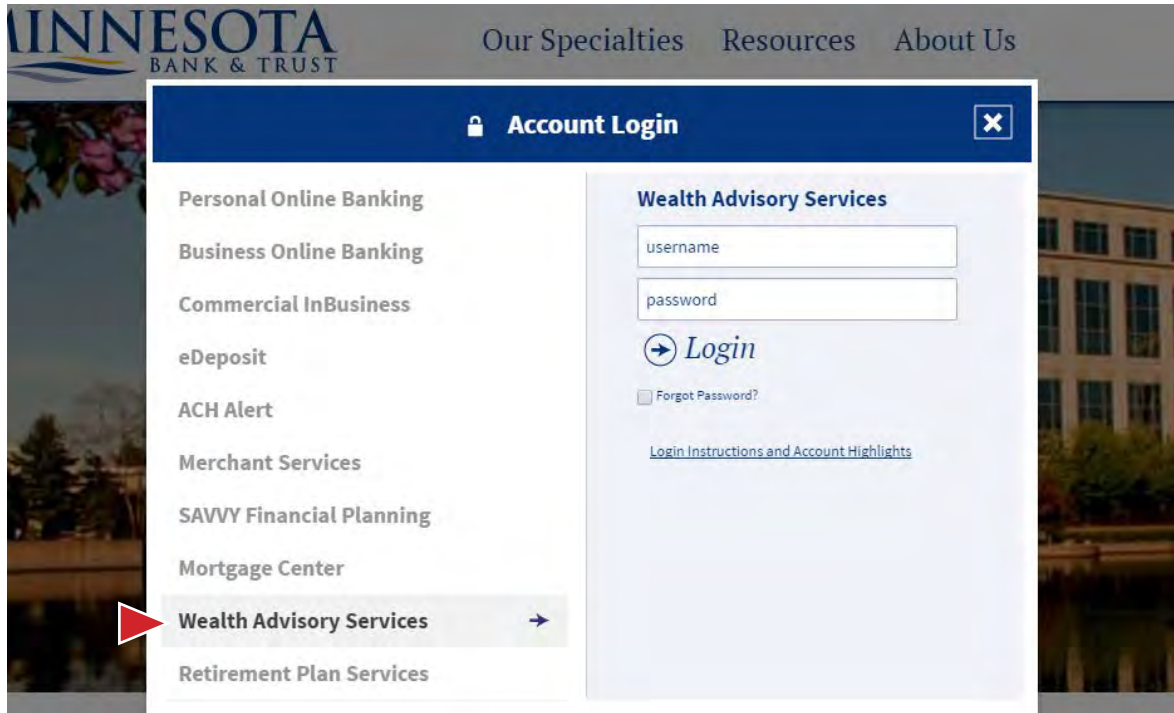 MINNESOTA
BANK & TRUST
Our Specialties Resources About Us
Account Login
Personal Online Banking
Business Online Banking
Commercial InBusiness
eDeposit
ACH Alert
Merchant Services
SAVVY Financial Planning
Mortgage Center
Wealth Advisory Services
Retirement Plan Services
Wealth Advisory Services
username
password
Login
Forgot Password?
Login Instructions and Account Highlights